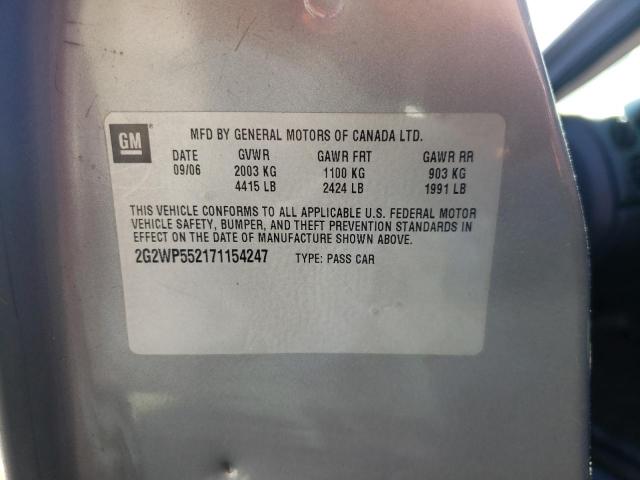 GM MFD BY GENERAL MOTORS OF CANADA LTD.
DATE GVWR GAWR FRT GAWR RR
09/06 2003 KG 1100 KG 903 KG
4415 LB 2424 LB 1991 LB
THIS VEHICLE CONFORMS TO ALL APPLICABLE U.S. FEDERAL MOTOR
VEHICLE SAFETY, BUMPER, AND THEFT PREVENTION STANDARDS IN
EFFECT ON THE DATE OF MANUFACTURE SHOWN ABOVE.
2G2WP552171154247 TYPE: PASS CAR